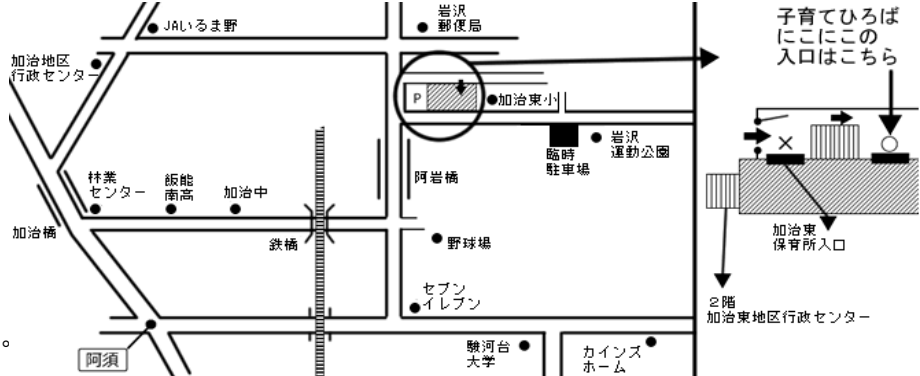 JAいるま野
岩沢
郵便局
加治地区
行政センター
P
加治東小
岩沢
運動公園
臨時
駐車場
林業
センター
飯能
南高
加治中
阿岩橋
加治橋
鉄橋
野球場
セブン
イレブン
。
阿須
駿河台
大学
カインズ
ホーム
子育てひろば
にこにこの
入口はこちら
加治東
保育所入口
2階
加治東地区行政センター